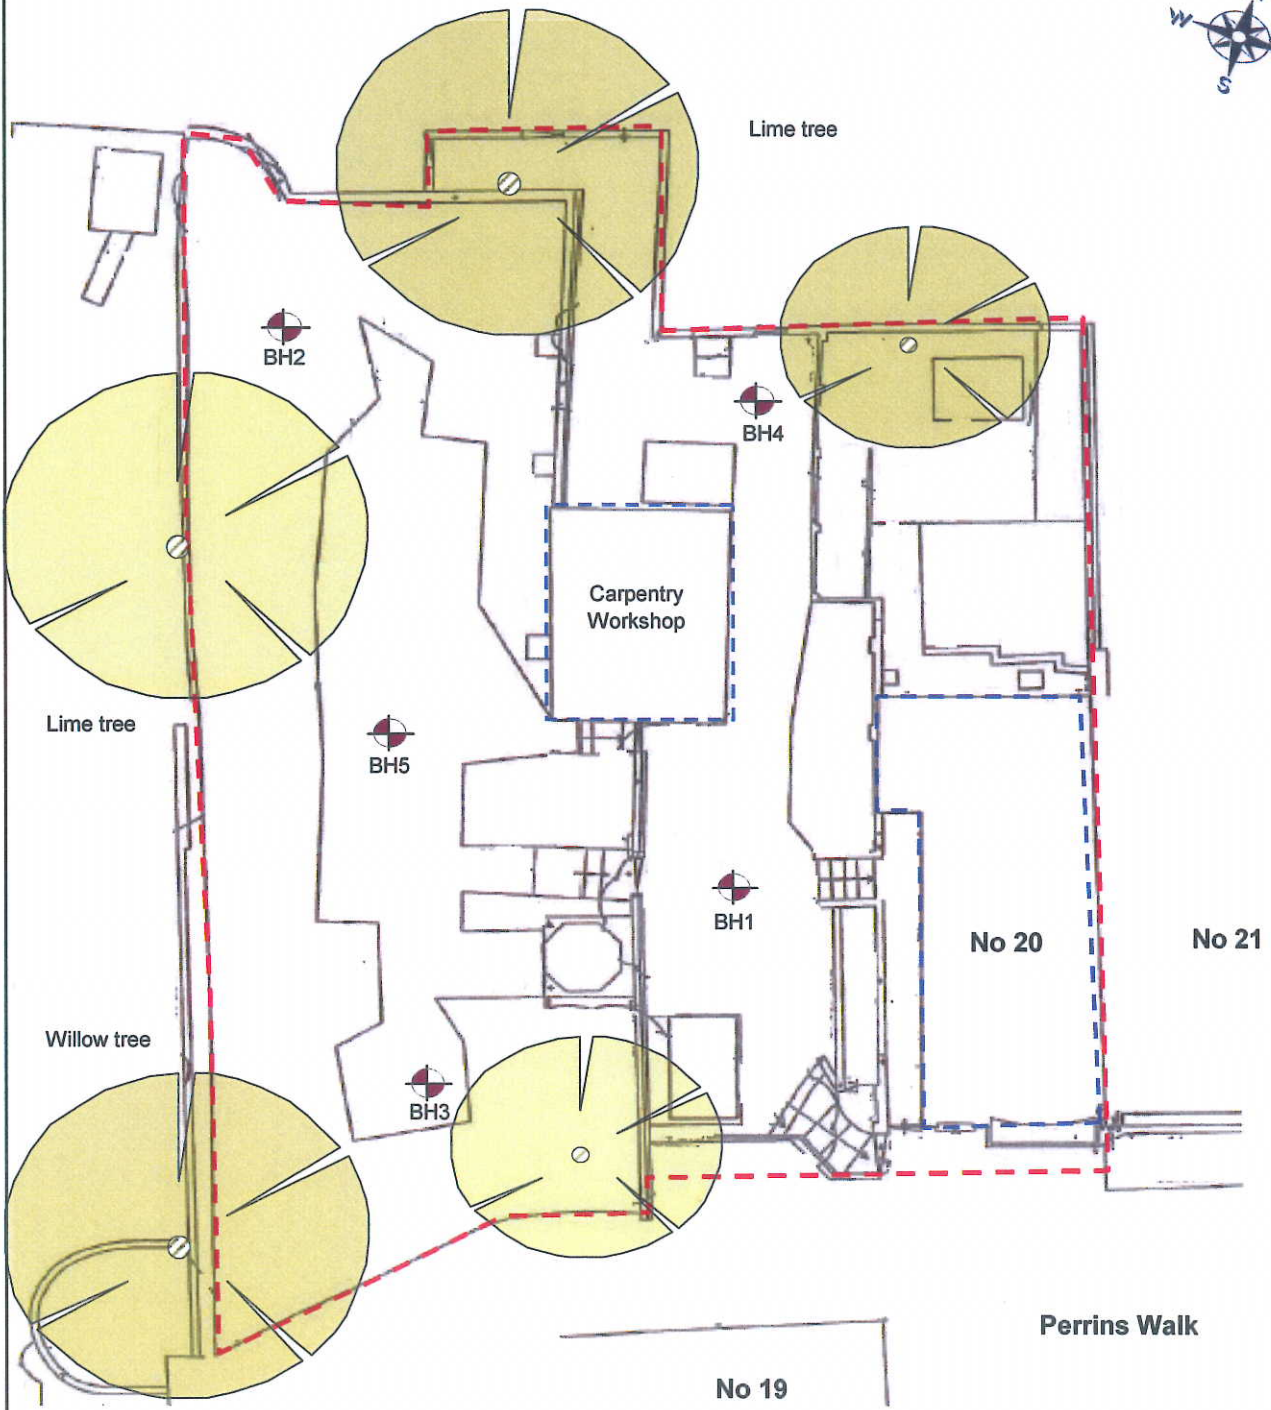 W
S
Lime tree
BH2
BH4
Carpentry
Workshop
Lime tree
BH5
BH1
No 20
No 21
Willow tree
BH3
Perrins Walk
No 19